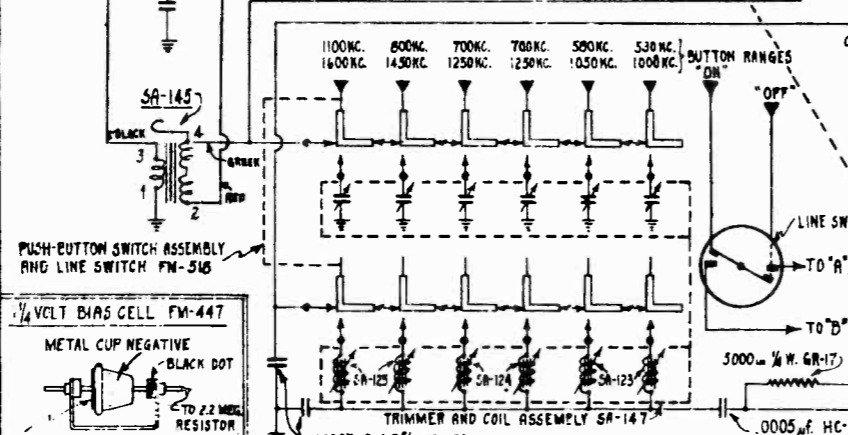 1100KC. 800KC. 700KC. 700KC. 580KC. 530KC.
1600KC. 1450KC. 1250KC. 1250KC. 1050KC. 1000KC.
BUTTON RANGES
"ON"
"OFF"
SA-145
BLACK
4
3
GREEN
1
RED
2
PUSH-BUTTON SWITCH ASSEMBLY
AND LINE SWITCH FM-518
LINE SW
TO "A"
TO "B"
1/4 VOLT BIAS CELL FM-447
METAL CUP NEGATIVE
BLACK DOT
TO 2.2 MEG.
RESISTOR
SA-125
SA-124
SA-123
5000ω ¼ W. GR-17
TRIMMER AND COIL ASSEMBLY SA-147
.0005 µf. HC-